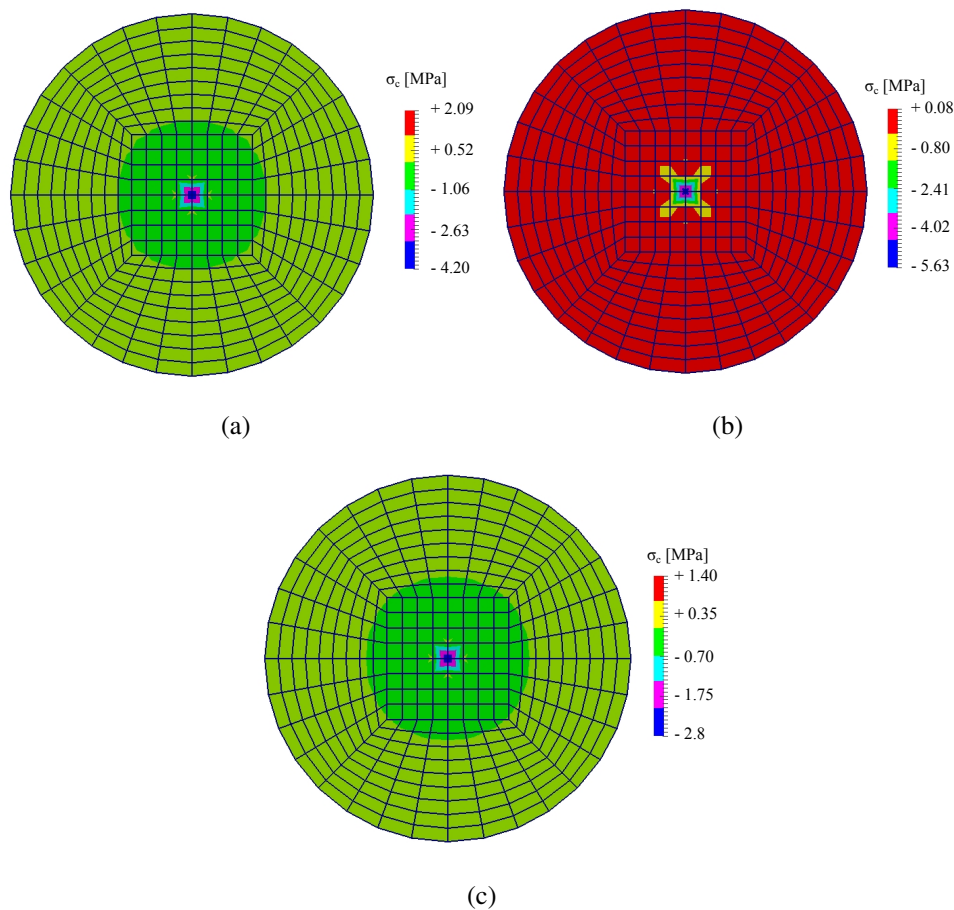 σc [MPa]
+ 2.09
+ 0.52
- 1.06
- 2.63
- 4.20
(a)
σc [MPa]
+ 0.08
- 0.80
- 2.41
- 4.02
- 5.63
(b)
σc [MPa]
+ 1.40
+ 0.35
- 0.70
- 1.75
- 2.8
(c)